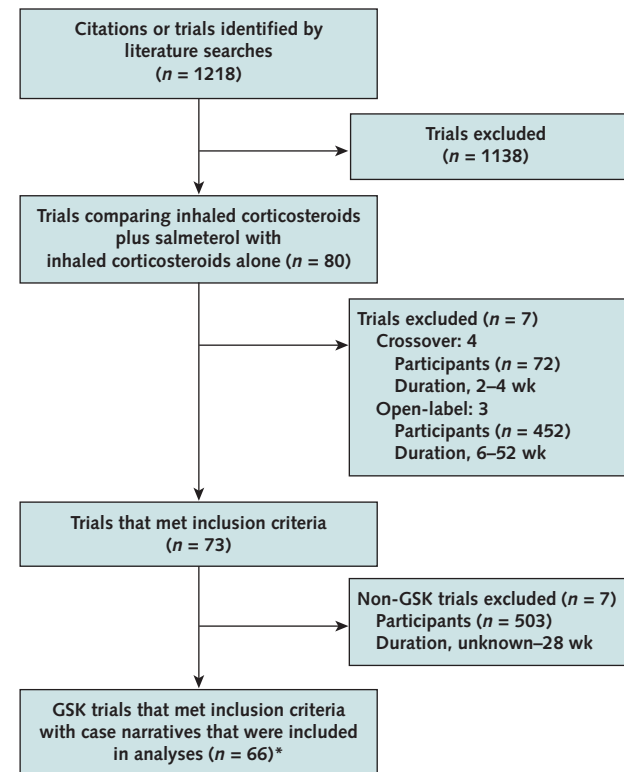 Citations or trials identified by
literature searches
(n = 1218)
Trials excluded
(n = 1138)
Trials comparing inhaled corticosteroids
plus salmeterol with
inhaled corticosteroids alone (n = 80)
Trials excluded (n = 7)
Crossover: 4
Participants (n = 72)
Duration, 2–4 wk
Open-label: 3
Participants (n = 452)
Duration, 6–52 wk
Trials that met inclusion criteria
(n = 73)
Non-GSK trials excluded (n = 7)
Participants (n = 503)
Duration, unknown–28 wk
GSK trials that met inclusion criteria
with case narratives that were included
in analyses (n = 66)*